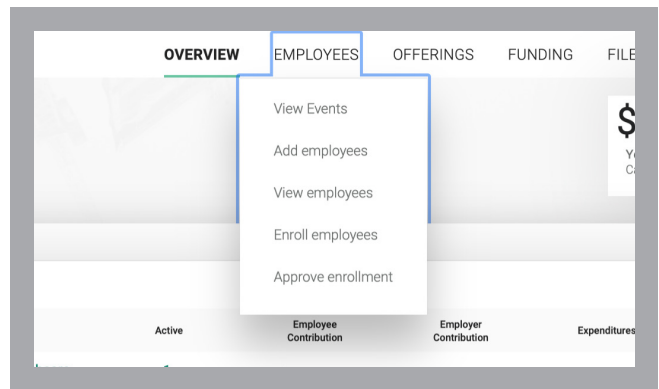 OVERVIEW EMPLOYEES OFFERINGS FUNDING FILE
View Events
$
Add employees
View employees
Enroll employees
Approve enrollment
Active Employee Contribution Employer Contribution Expenditures